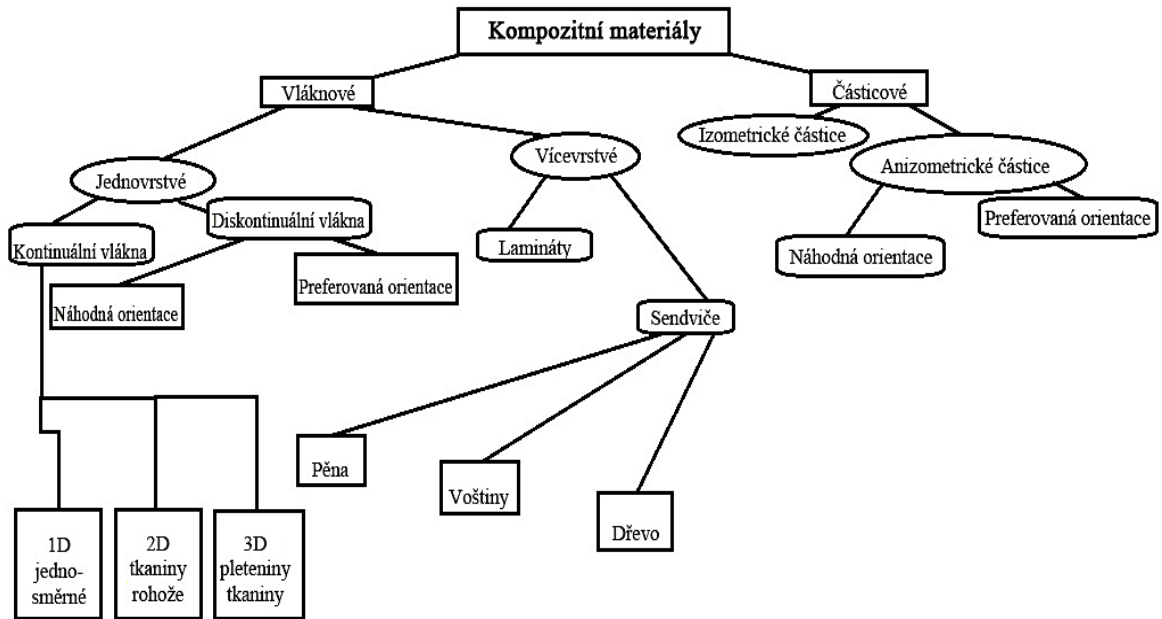 Kompozitní materiály
Vláknové
Částicové
Izometrické částice
Vícevrstvé
Anizometrické částice
Jednovrstvé
Diskontinuální vlákna
Preferovaná orientace
Kontinuální vlákna
Lamináty
Náhodná orientace
Preferovaná orientace
Náhodná orientace
Sendviče
Pěna
Voštiny
Dřevo
1D
jedno-
směrné
2D
tkaniny
rohože
3D
pleteniny
tkaniny